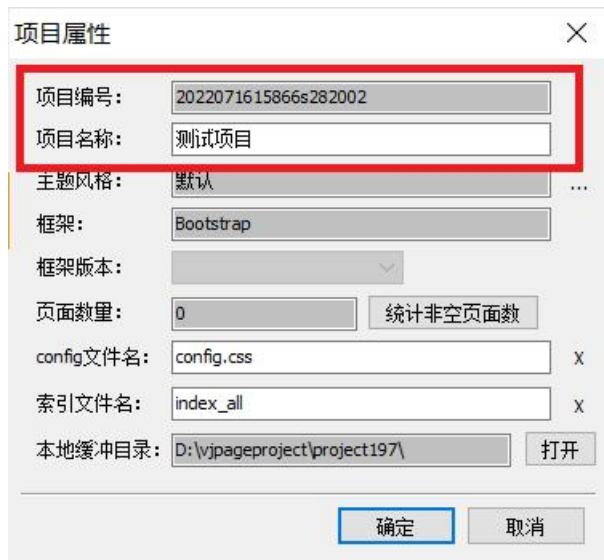 项目属性
项目编号： 2022071615866s282002
项目名称： 测试项目
主题风格： 默认 ...
框架： Bootstrap
框架版本：
页面数量： 0 统计非空页面数
config文件名： config.css x
索引文件名： index_all x
本地缓冲目录： D:\vjpageproject\project197\ 打开
确定 取消